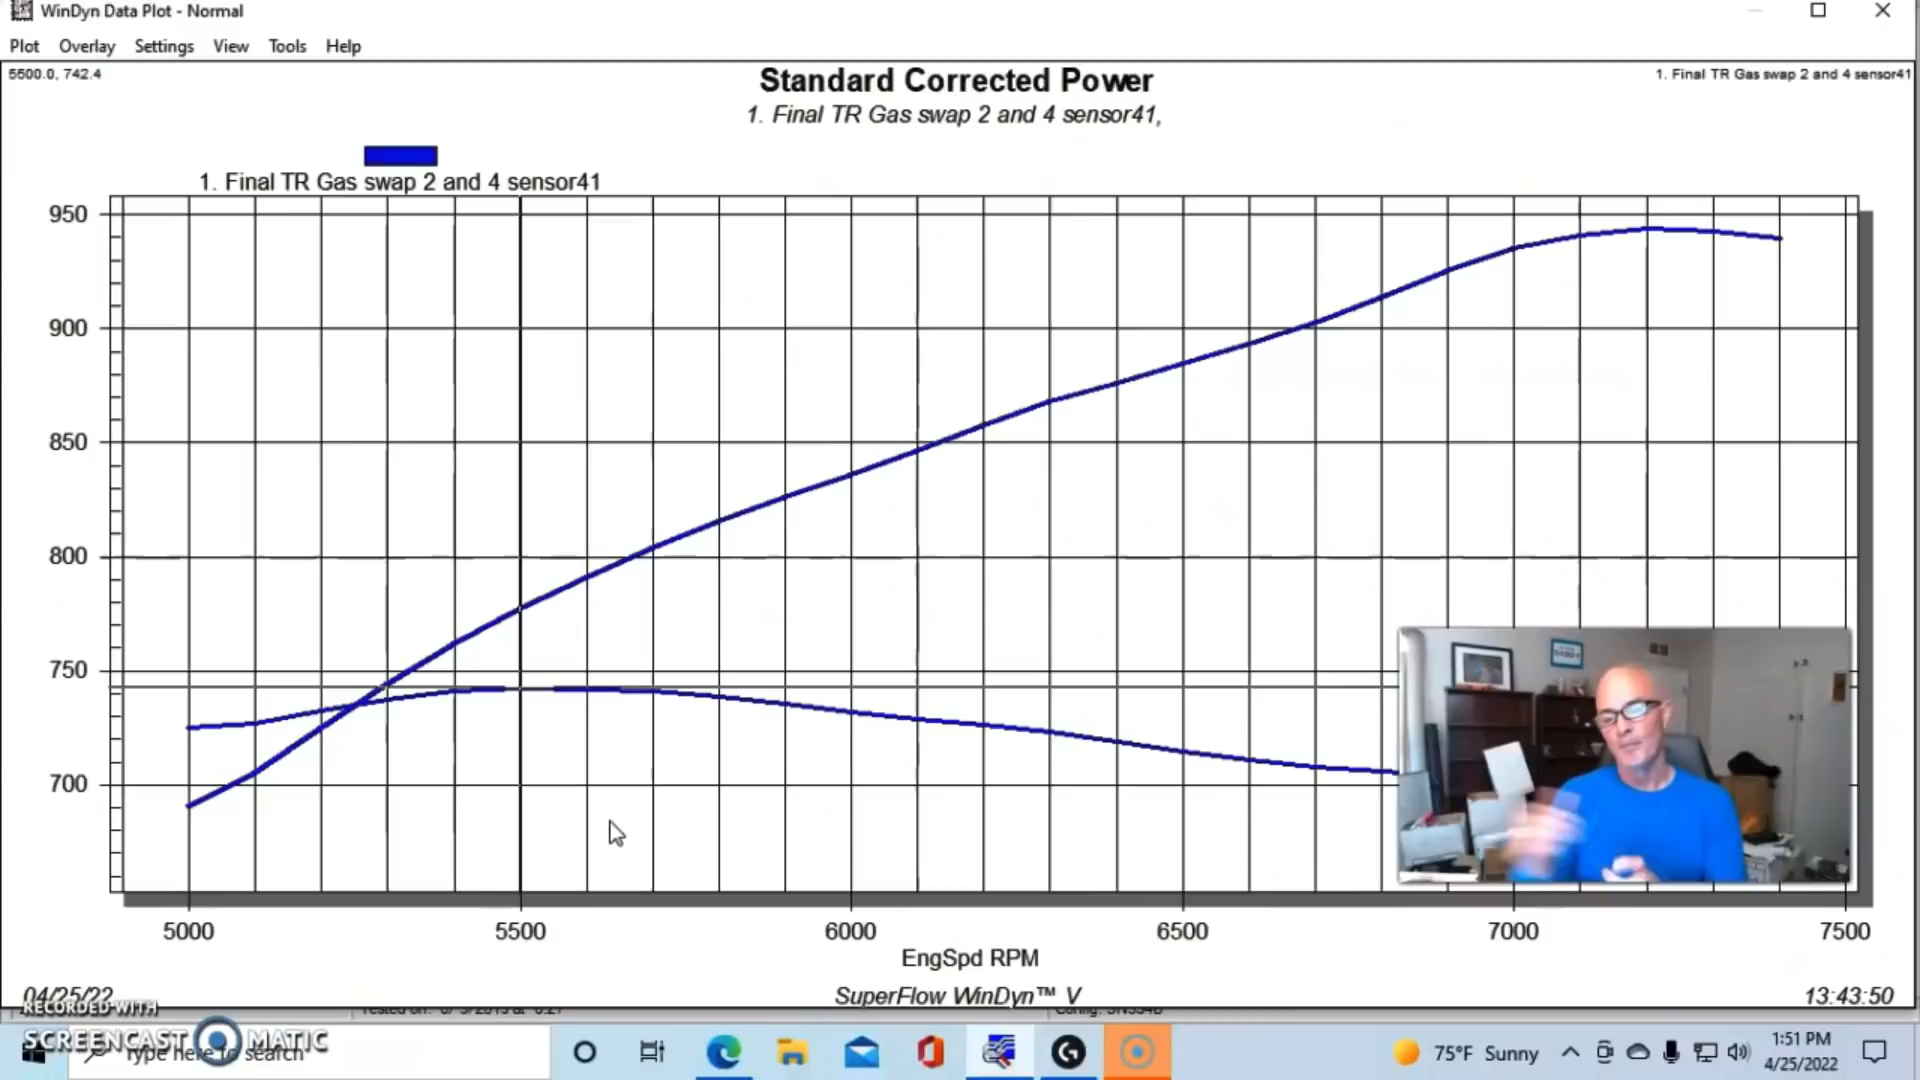 WinDyn Data Plot - Normal
Plot Overlay Settings View Tools Help
5500.0, 742.4
Standard Corrected Power
1. Final TR Gas swap 2 and 4 sensor41
1. Final TR Gas swap 2 and 4 sensor41,
1. Final TR Gas swap 2 and 4 sensor41
950
900
850
800
750
700
5000 5500 6000 6500 7000 7500
EngSpd RPM
04/25/22
SuperFlow WinDyn™ V
13:43:50
RECORDED WITH
SCREENCAST MATIC
Type here to search
75°F Sunny
1:51 PM
4/25/2022